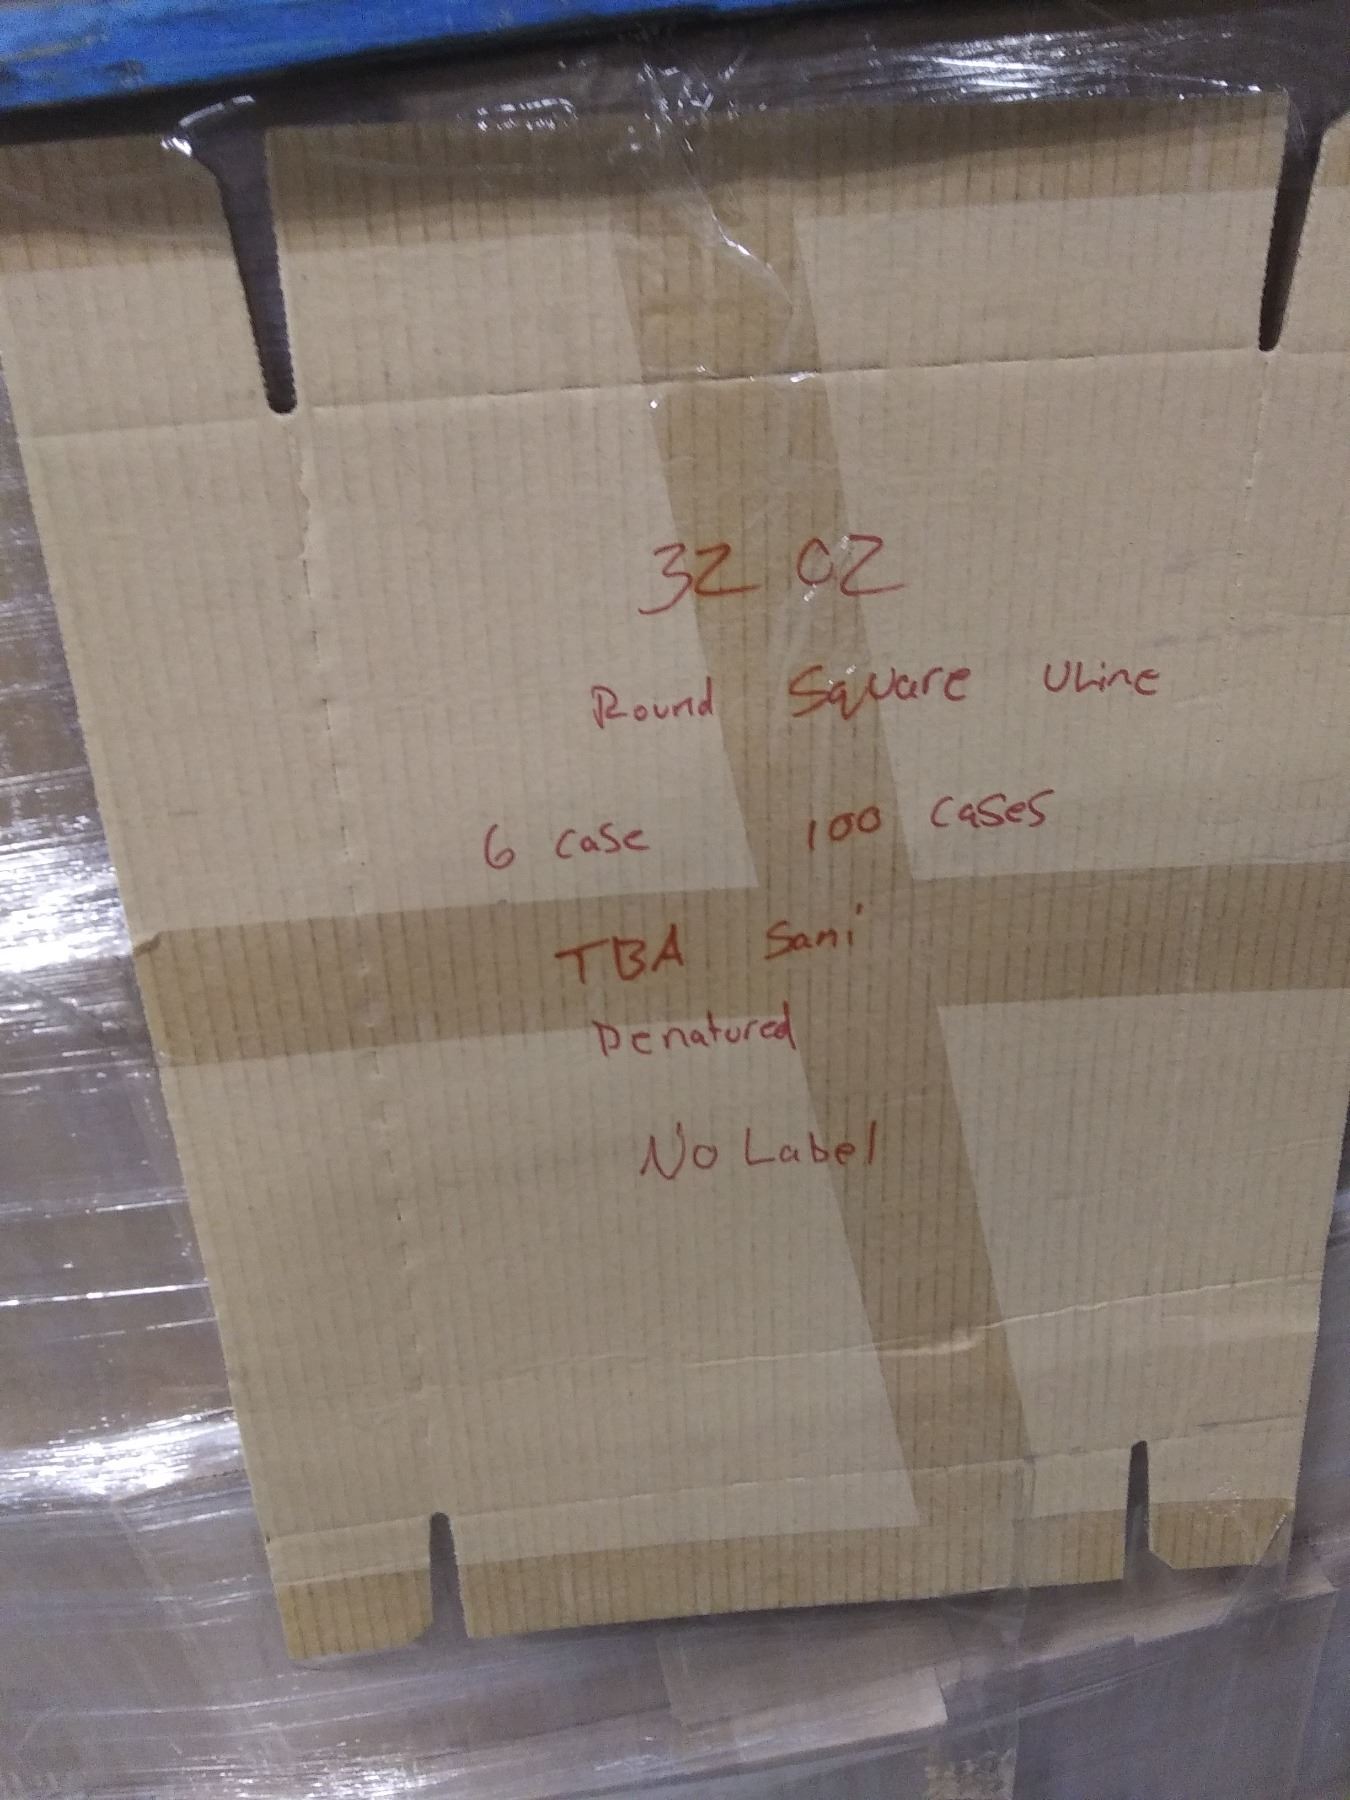 32 OZ
Round Square Uline
6 case 100 cases
TBA Sani
Denatured
No Label